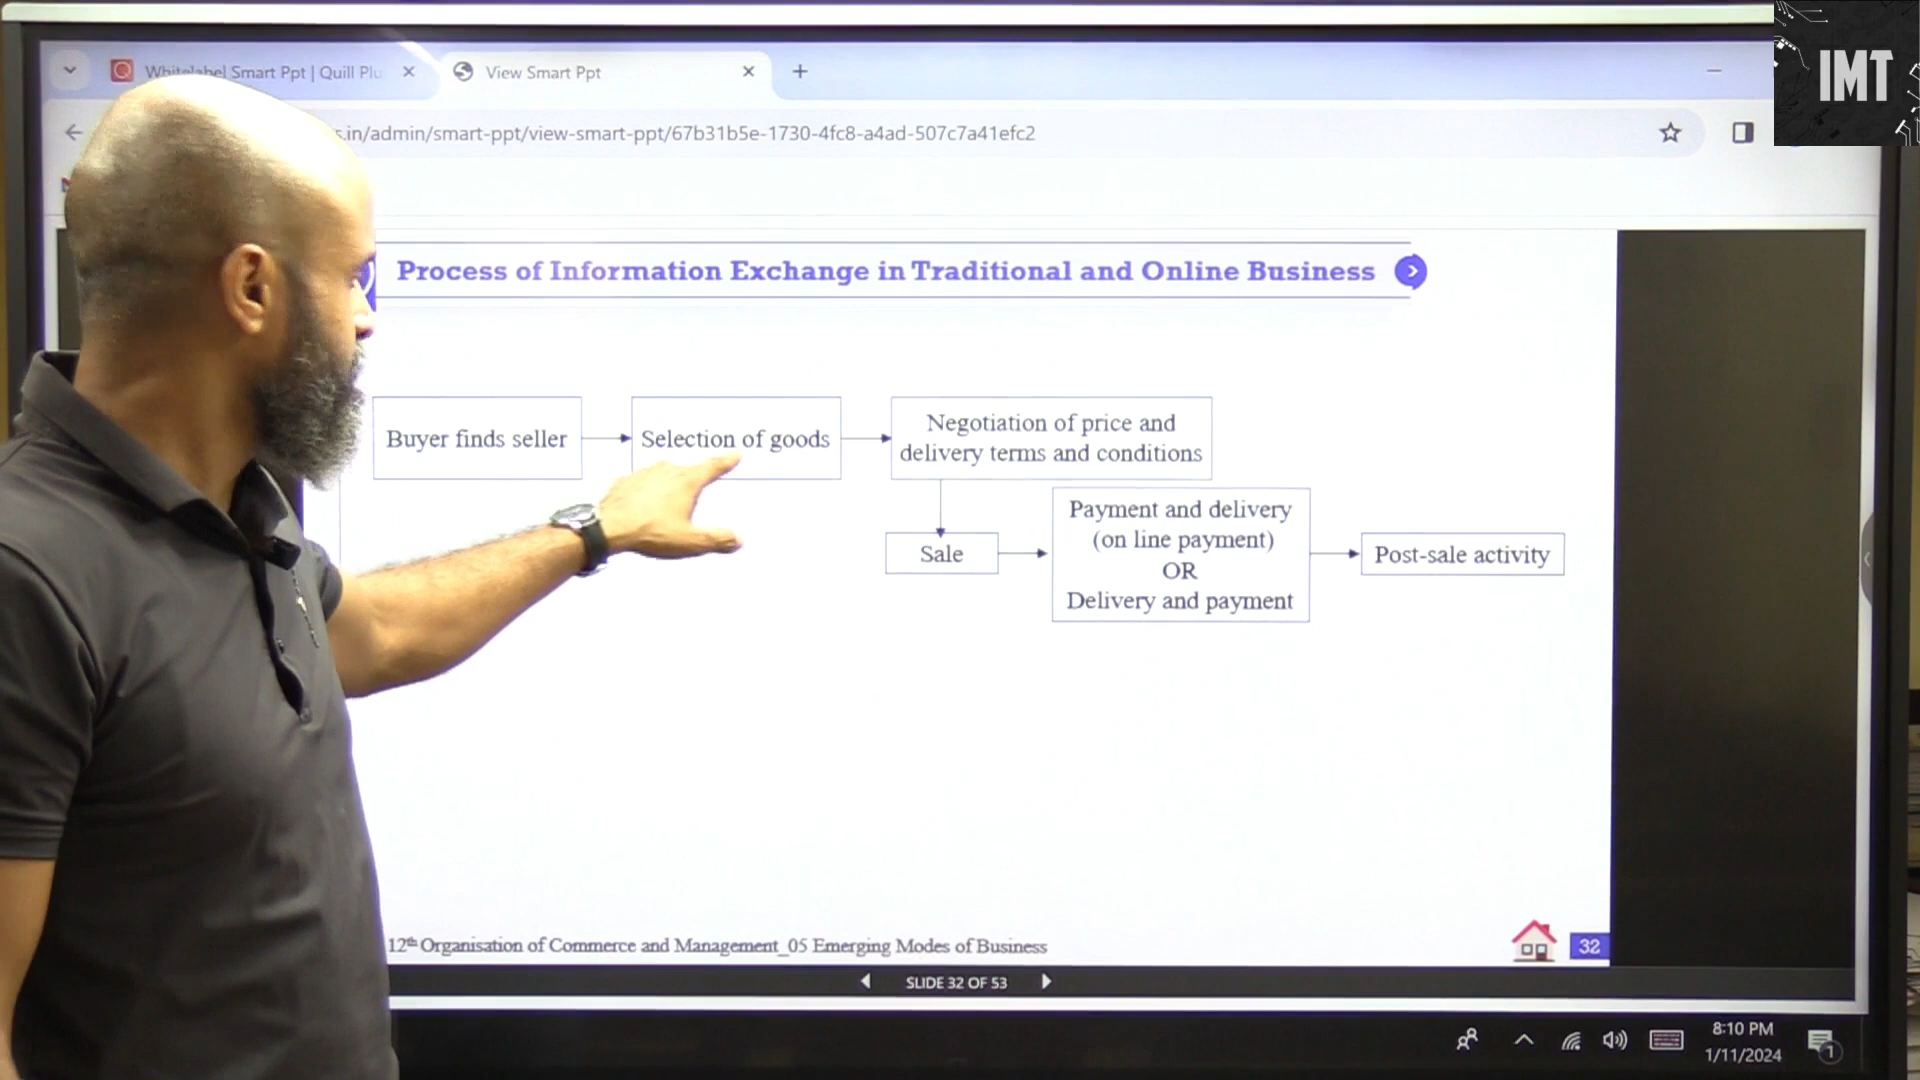 IMT
Whitelabel Smart Ppt | Quill Plu
View Smart Ppt
s.in/admin/smart-ppt/view-smart-ppt/67b31b5e-1730-4fc8-a4ad-507c7a41efc2
Process of Information Exchange in Traditional and Online Business
Buyer finds seller
Selection of goods
Negotiation of price and
delivery terms and conditions
Sale
Payment and delivery
(on line payment)
OR
Delivery and payment
Post-sale activity
12th Organisation of Commerce and Management_05 Emerging Modes of Business
32
SLIDE 32 OF 53
8:10 PM
1/11/2024
1